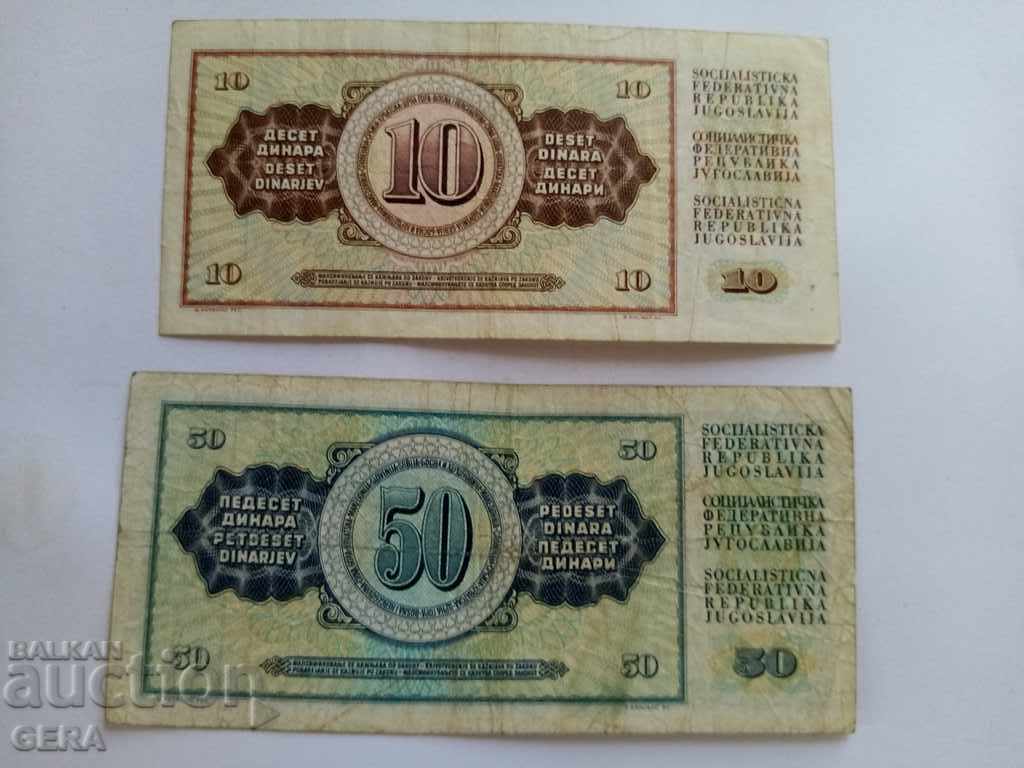 10
10
SOCIJALISTICKA
FEDERATIVNA
REPUBLIKA
JUGOSLAVIJA
ДЕСЕТ
ДИНАРА
DESET
DINARJEV
10
DESET
DINARA
ДЕСЕТ
ДИНАРИ
СОЦИЈАЛИСТИЧКА
ФЕДЕРАТИВНА
РЕПУБЛИКА
ЈУГОСЛАВИЈА
SOCIALISTIČNA
FEDERATIVNA
REPUBLIKA
JUGOSLAVIJA
10
10
10
50
50
SOCIJALISTICKA
FEDERATIVNA
REPUBLIKA
JUGOSLAVIJA
ПЕДЕСЕТ
ДИНАРА
PETDESET
DINARJEV
50
PEDESET
DINARA
ПЕДЕСЕТ
ДИНАРИ
СОЦИЈАЛИСТИЧКА
ФЕДЕРАТИВНА
РЕПУБЛИКА
ЈУГОСЛАВИЈА
SOCIALISTIČNA
FEDERATIVNA
REPUBLIKA
JUGOSLAVIJA
50
50
50
BALKAN
auction
GERA